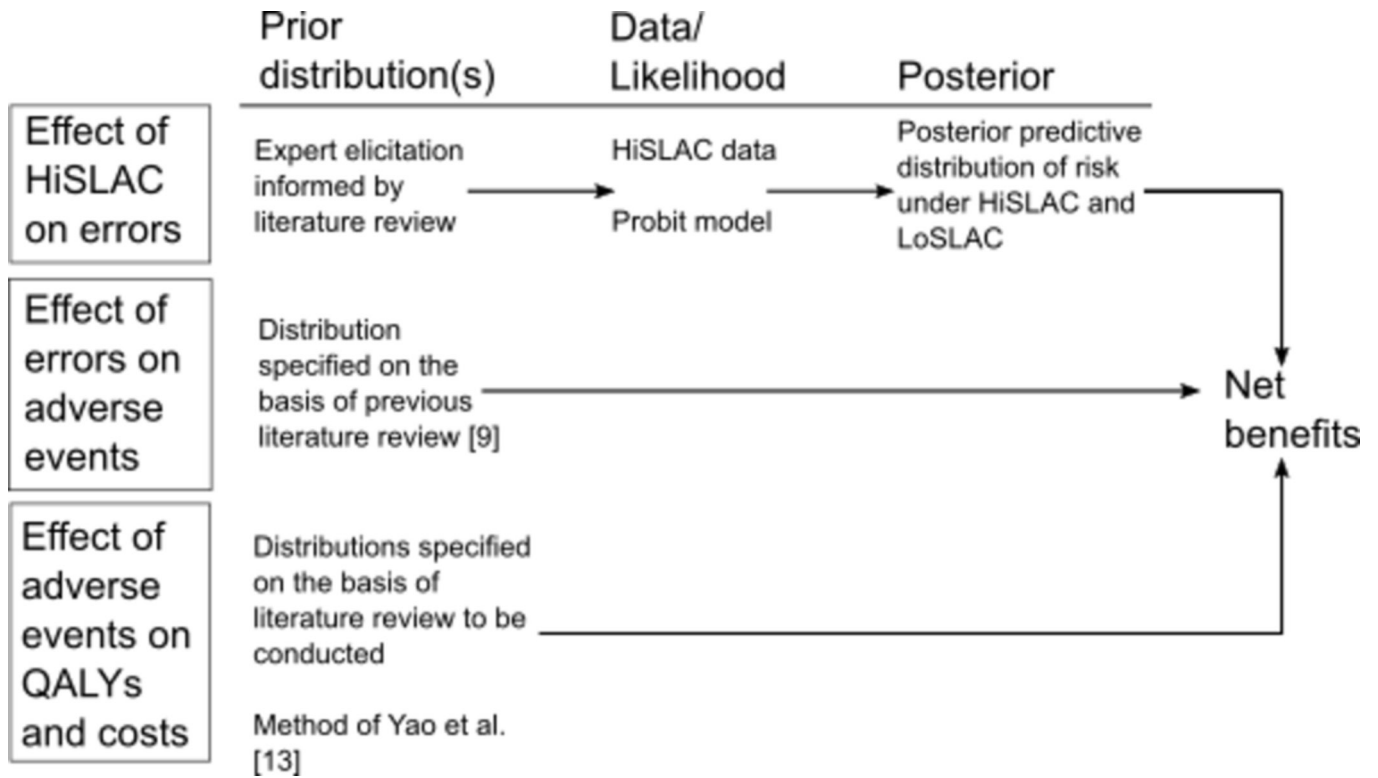 Prior
distribution(s)
Data/
Likelihood
Posterior
Effect of
HiSLAC
on errors
Expert elicitation
informed by
literature review
HiSLAC data
Probit model
Posterior predictive
distribution of risk
under HiSLAC and
LoSLAC
Effect of
errors on
adverse
events
Distribution
specified on the
basis of previous
literature review [9]
Net
benefits
Effect of
adverse
events on
QALYs
and costs
Distributions specified
on the basis of
literature review to be
conducted
Method of Yao et al.
[13]